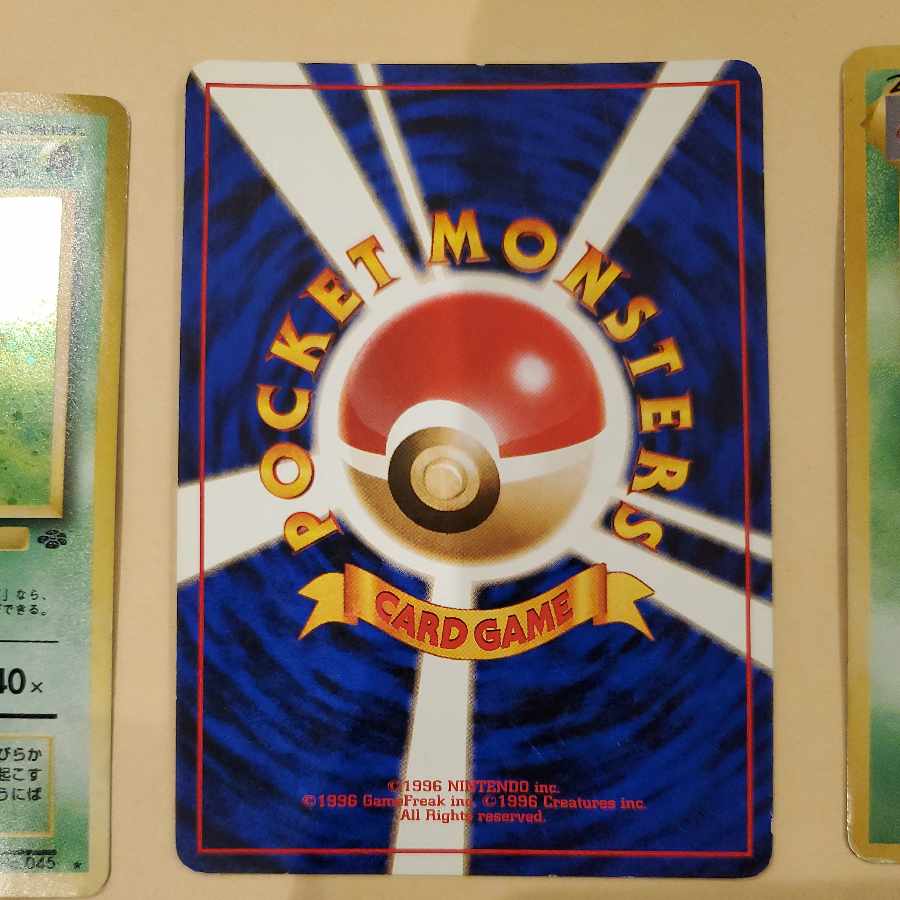 POCKET MONSTERS
CARD GAME
©1996 NINTENDO inc.
©1996 GameFreak inc. ©1996 Creatures inc.
All Rights reserved.
」なら、
できる。
40×
びらか
起こす
うには
045 ★